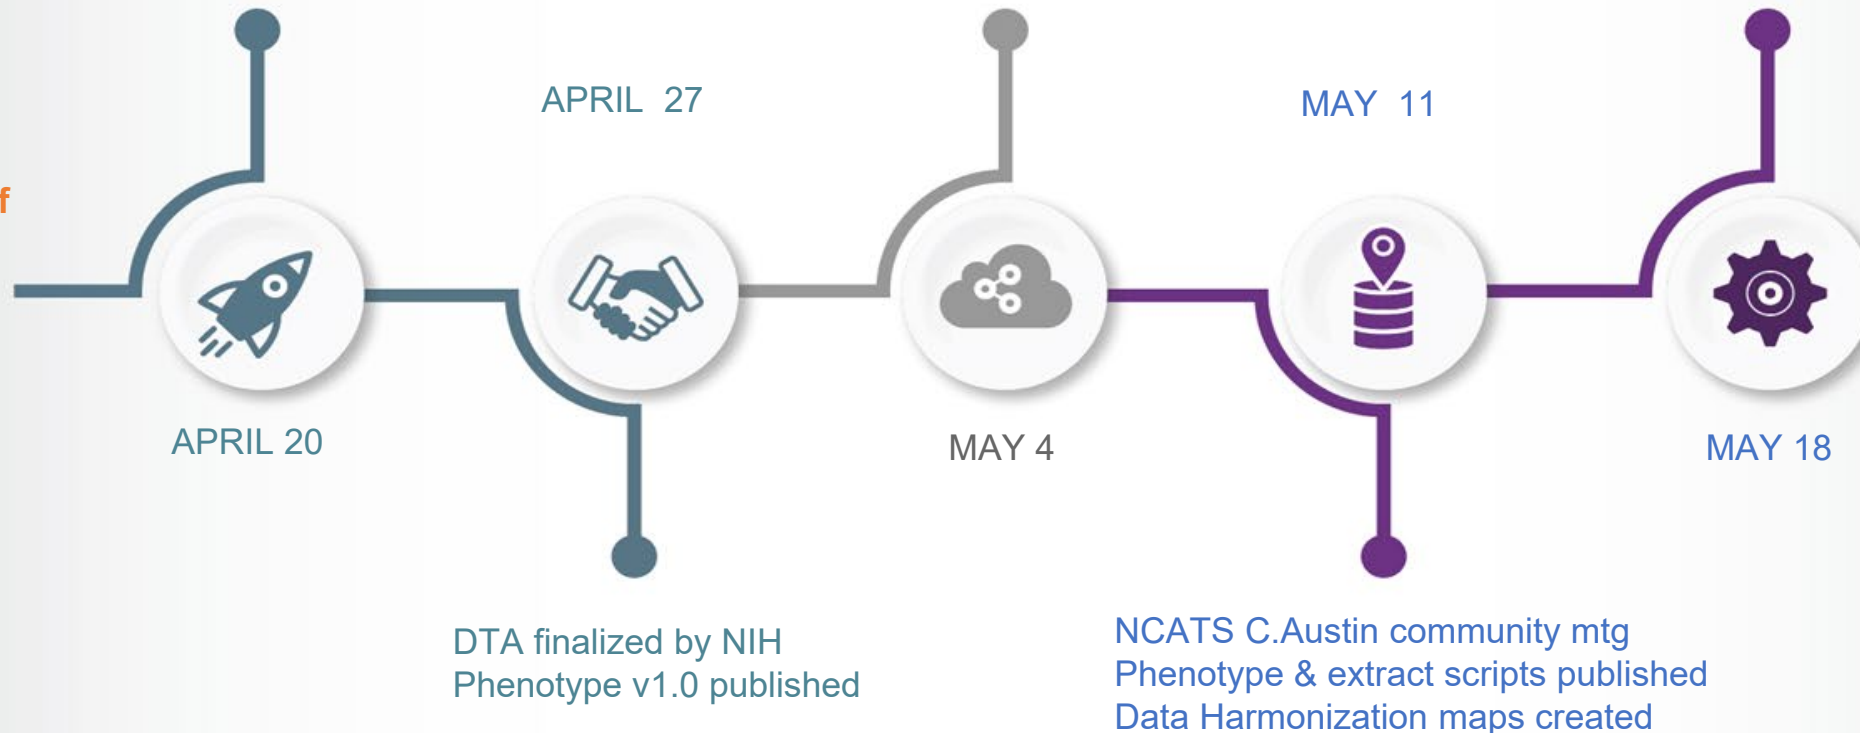 APRIL 27
MAY 11
f
APRIL 20
MAY 4
MAY 18
DTA finalized by NIH
Phenotype v1.0 published
NCATS C.Austin community mtg
Phenotype & extract scripts published
Data Harmonization maps created